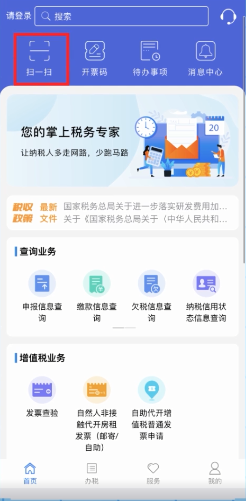 请登录 搜索
扫一扫 开票码 待办事项 消息中心
您的掌上税务专家
让纳税人多走网路，少跑马路
20
税收 最新 国家税务总局关于进一步落实研发费用加...
政策 文件 关于《国家税务总局关于〈中华人民共和...
查询业务
申报信息查 缴款信息查 欠税信息查 纳税信用状
询 询 询 态信息查询
增值税业务
发票查验 自然人非接 自助代开增
触代开房租 值税普通发
发票（邮寄/ 票申请
自助）
首页 办税 服务 我的